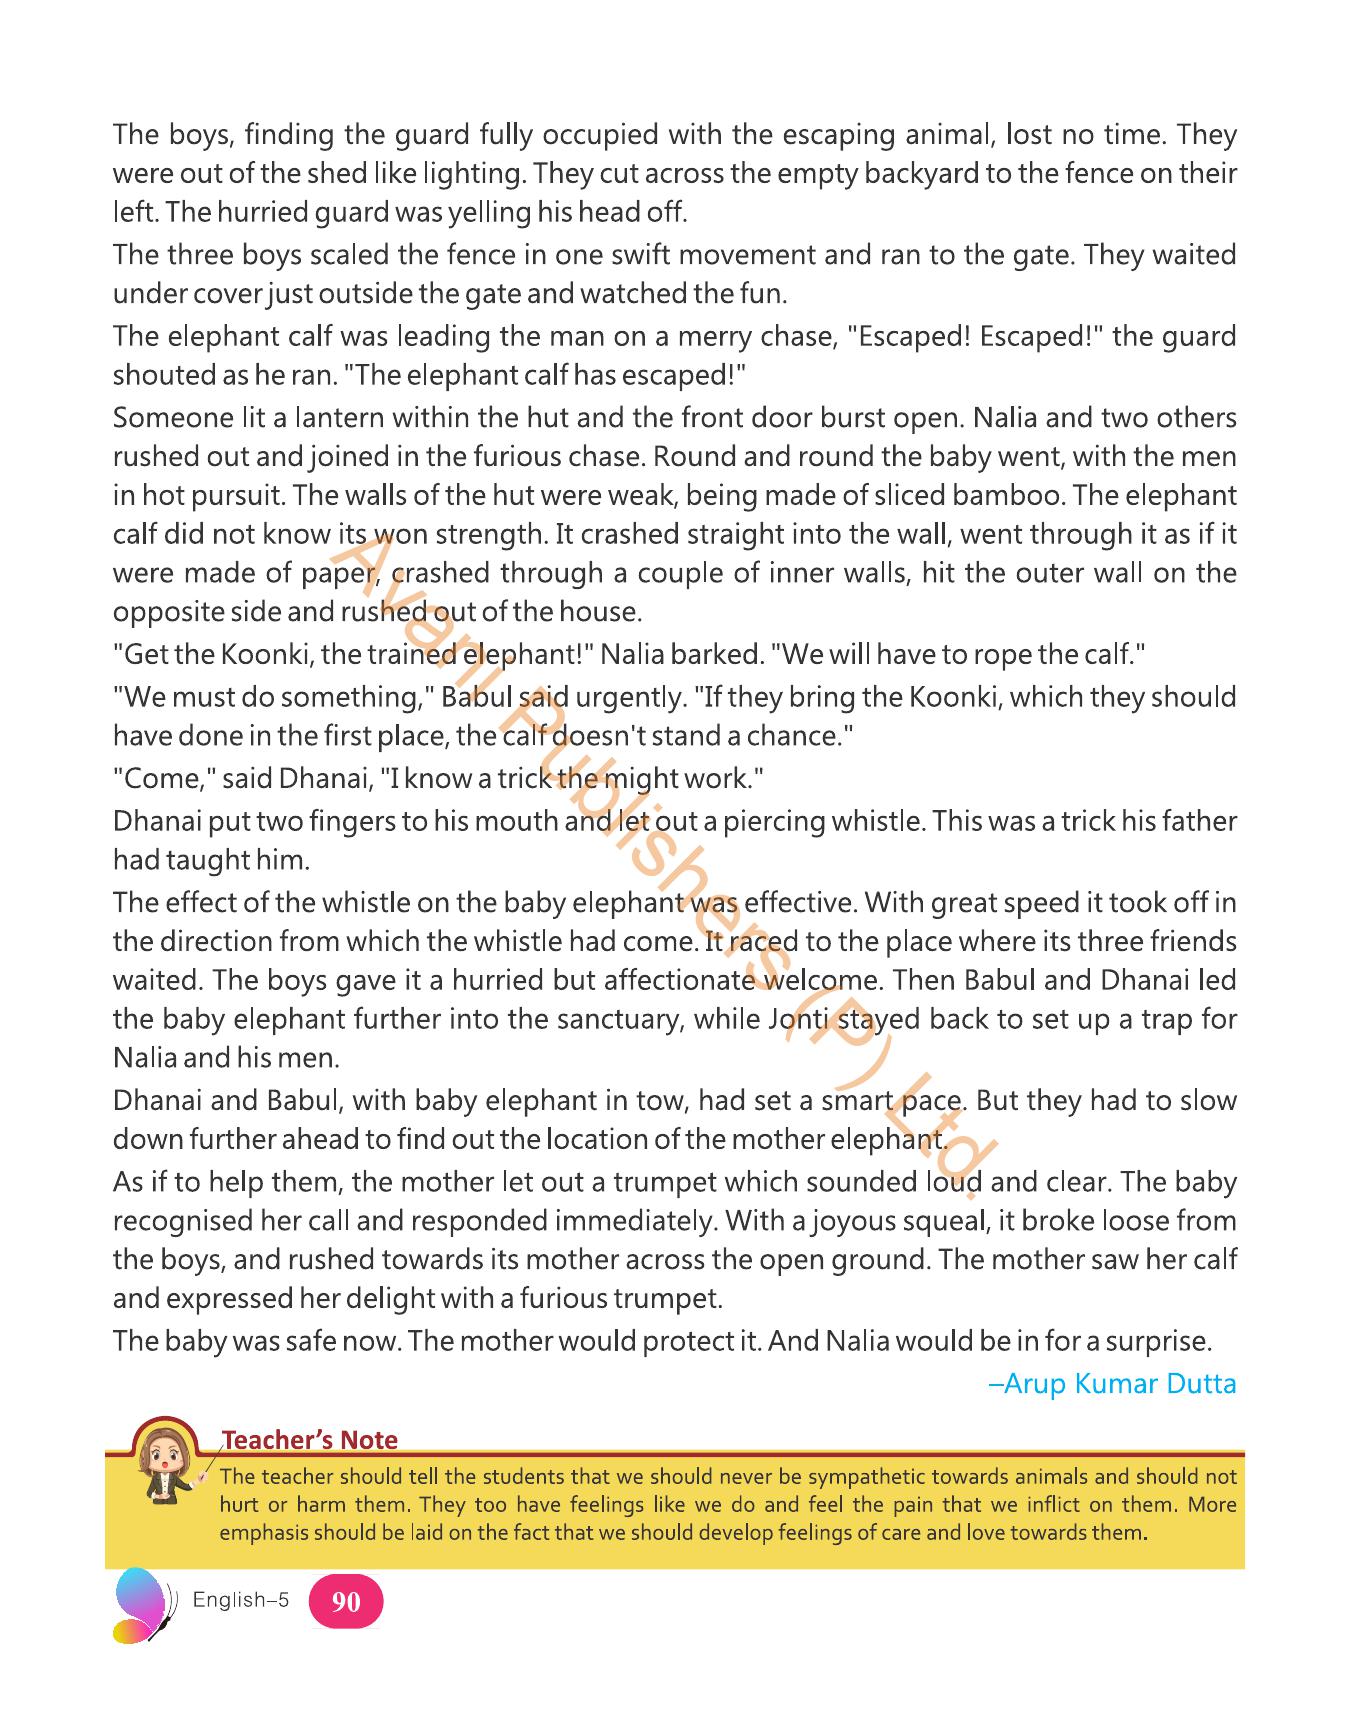 The boys, finding the guard fully occupied with the escaping animal, lost no time. They
were out of the shed like lighting. They cut across the empty backyard to the fence on their
left. The hurried guard was yelling his head off.
The three boys scaled the fence in one swift movement and ran to the gate. They waited
under cover just outside the gate and watched the fun.
The elephant calf was leading the man on a merry chase, "Escaped! Escaped!" the guard
shouted as he ran. "The elephant calf has escaped!"
Someone lit a lantern within the hut and the front door burst open. Nalia and two others
rushed out and joined in the furious chase. Round and round the baby went, with the men
in hot pursuit. The walls of the hut were weak, being made of sliced bamboo. The elephant
calf did not know its won strength. It crashed straight into the wall, went through it as if it
were made of paper, crashed through a couple of inner walls, hit the outer wall on the
opposite side and rushed out of the house.
"Get the Koonki, the trained elephant!" Nalia barked. "We will have to rope the calf."
"We must do something," Babul said urgently. "If they bring the Koonki, which they should
have done in the first place, the calf doesn't stand a chance."
"Come," said Dhanai, "I know a trick the might work."
Dhanai put two fingers to his mouth and let out a piercing whistle. This was a trick his father
had taught him.
The effect of the whistle on the baby elephant was effective. With great speed it took off in
the direction from which the whistle had come. It raced to the place where its three friends
waited. The boys gave it a hurried but affectionate welcome. Then Babul and Dhanai led
the baby elephant further into the sanctuary, while Jonti stayed back to set up a trap for
Nalia and his men.
Dhanai and Babul, with baby elephant in tow, had set a smart pace. But they had to slow
down further ahead to find out the location of the mother elephant.
As if to help them, the mother let out a trumpet which sounded loud and clear. The baby
recognised her call and responded immediately. With a joyous squeal, it broke loose from
the boys, and rushed towards its mother across the open ground. The mother saw her calf
and expressed her delight with a furious trumpet.
The baby was safe now. The mother would protect it. And Nalia would be in for a surprise.
–Arup Kumar Dutta
Teacher's Note
The teacher should tell the students that we should never be sympathetic towards animals and should not
hurt or harm them. They too have feelings like we do and feel the pain that we inflict on them. More
emphasis should be laid on the fact that we should develop feelings of care and love towards them.
English–5
90
Avani Publishers (P) Ltd.